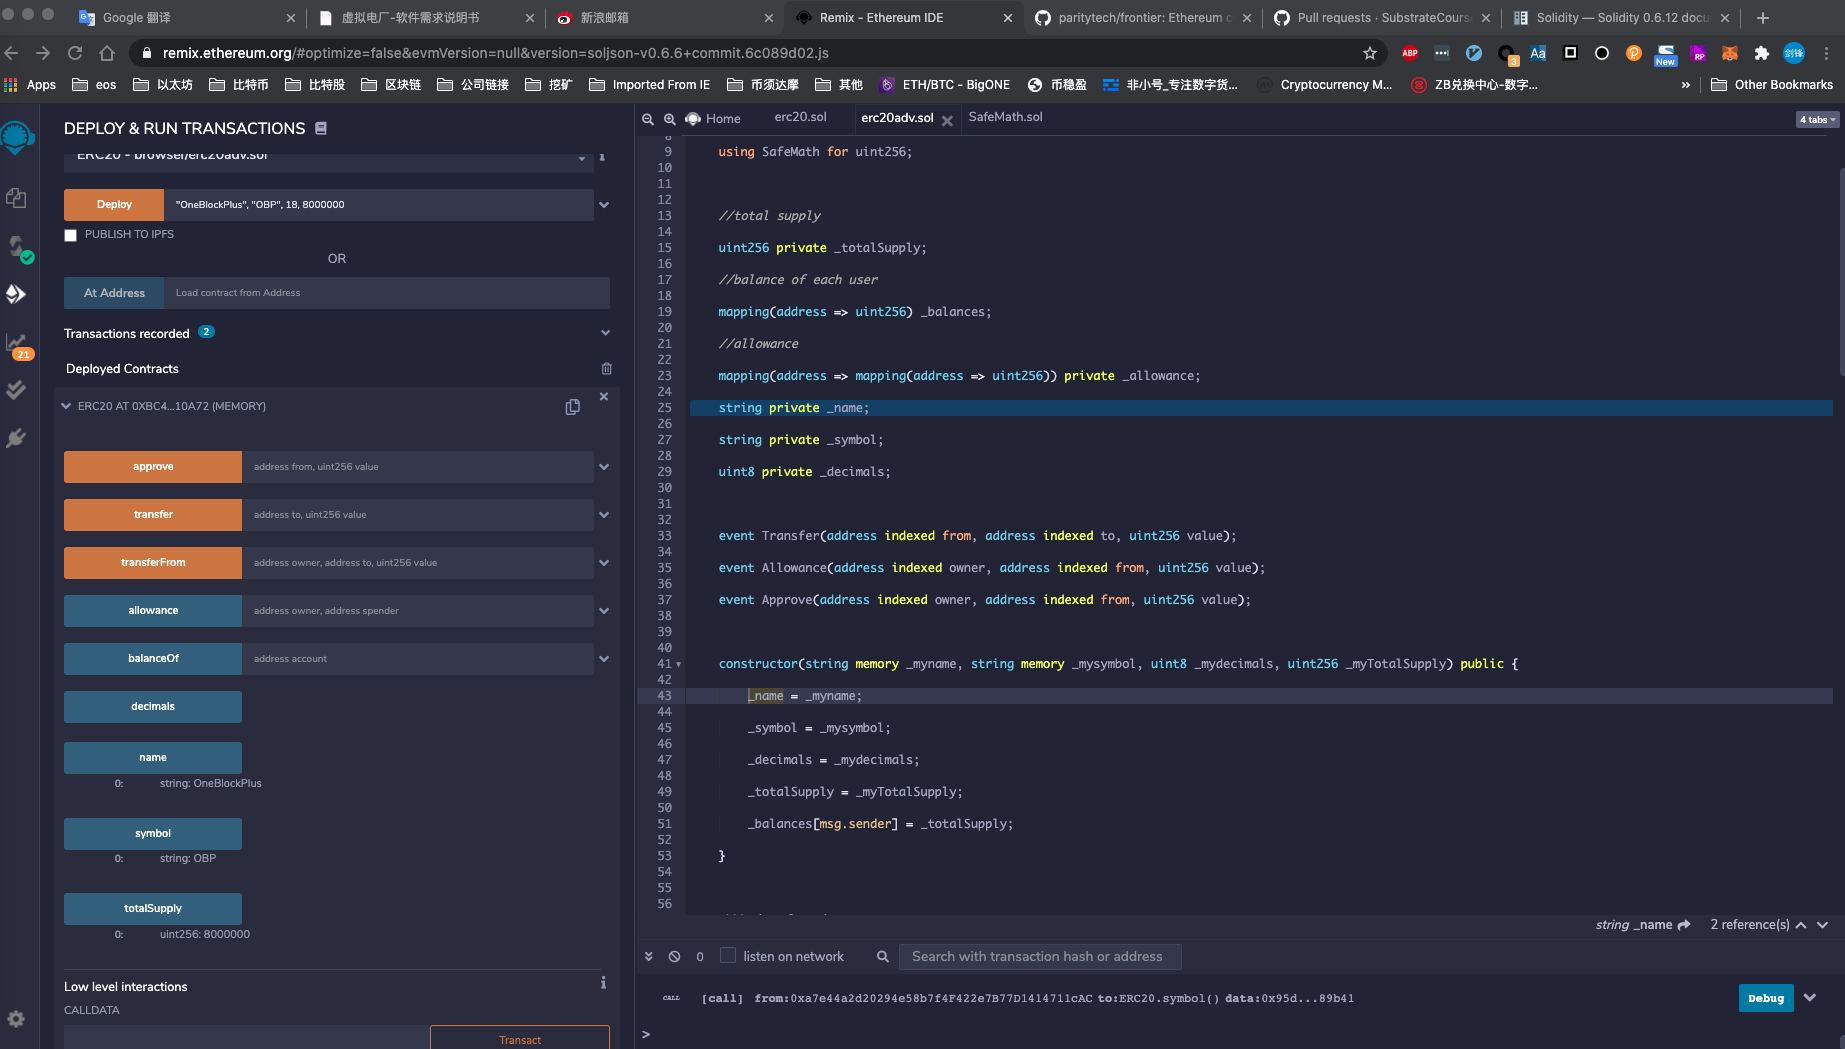 Google 翻译
虚拟电厂-软件需求说明书
新浪邮箱
Remix - Ethereum IDE
paritytech/frontier: Ethereum c
Pull requests · SubstrateCours
Solidity — Solidity 0.6.12 docu
remix.ethereum.org/#optimize=false&evmVersion=null&version=soljson-v0.6.6+commit.6c089d02.js
ABP
3
Aa
New
RP
剑锋
Apps
eos
以太坊
比特币
比特股
区块链
公司链接
挖矿
Imported From IE
币须达摩
其他
ETH/BTC - BigONE
币稳盈
非小号_专注数字货...
Cryptocurrency M...
ZB兑换中心-数字...
»
Other Bookmarks
DEPLOY & RUN TRANSACTIONS
ERC20 - browser/erc20adv.sol
Deploy
"OneBlockPlus", "OBP", 18, 8000000
PUBLISH TO IPFS
OR
At Address
Load contract from Address
Transactions recorded 2
21
Deployed Contracts
ERC20 AT 0XBC4...10A72 (MEMORY)
approve
address from, uint256 value
transfer
address to, uint256 value
transferFrom
address owner, address to, uint256 value
allowance
address owner, address spender
balanceOf
address account
decimals
name
0: string: OneBlockPlus
symbol
0: string: OBP
totalSupply
0: uint256: 8000000
Low level interactions
CALLDATA
Transact
Home
erc20.sol
erc20adv.sol
SafeMath.sol
4 tabs
8
9 using SafeMath for uint256;
10
11
12
13 //total supply
14
15 uint256 private _totalSupply;
16
17 //balance of each user
18
19 mapping(address => uint256) _balances;
20
21 //allowance
22
23 mapping(address => mapping(address => uint256)) private _allowance;
24
25 string private _name;
26
27 string private _symbol;
28
29 uint8 private _decimals;
30
31
32
33 event Transfer(address indexed from, address indexed to, uint256 value);
34
35 event Allowance(address indexed owner, address indexed from, uint256 value);
36
37 event Approve(address indexed owner, address indexed from, uint256 value);
38
39
40
41 constructor(string memory _myname, string memory _mysymbol, uint8 _mydecimals, uint256 _myTotalSupply) public {
42
43 _name = _myname;
44
45 _symbol = _mysymbol;
46
47 _decimals = _mydecimals;
48
49 _totalSupply = _myTotalSupply;
50
51 _balances[msg.sender] = _totalSupply;
52
53 }
54
55
56
string _name
2 reference(s)
0
listen on network
Search with transaction hash or address
CALL
[call] from:0xa7e44a2d20294e58b7f4F422e7B77D1414711cAC to:ERC20.symbol() data:0x95d...89b41
Debug
>